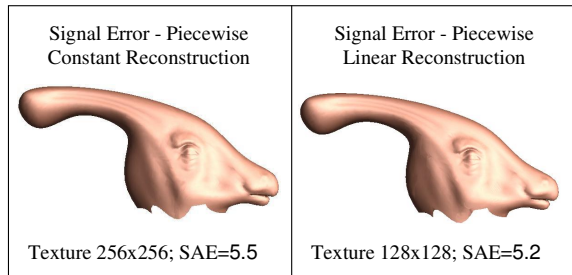 Signal Error - Piecewise
Constant Reconstruction
Texture 256x256; SAE=5.5
Signal Error - Piecewise
Linear Reconstruction
Texture 128x128; SAE=5.2